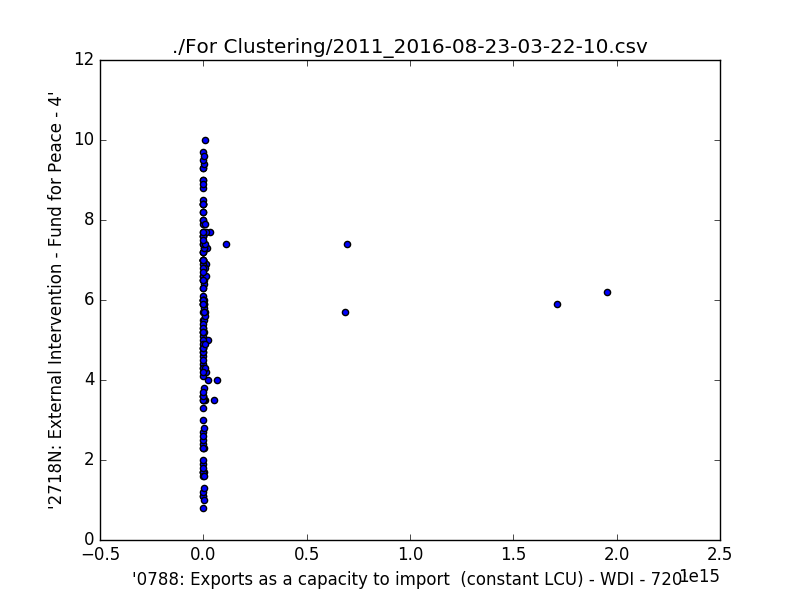 ./For Clustering/2011_2016-08-23-03-22-10.csv
'2718N: External Intervention - Fund for Peace - 4'
12
10
8
6
4
2
0
−0.5 0.0 0.5 1.0 1.5 2.0 2.5
1e15
'0788: Exports as a capacity to import  (constant LCU) - WDI - 720